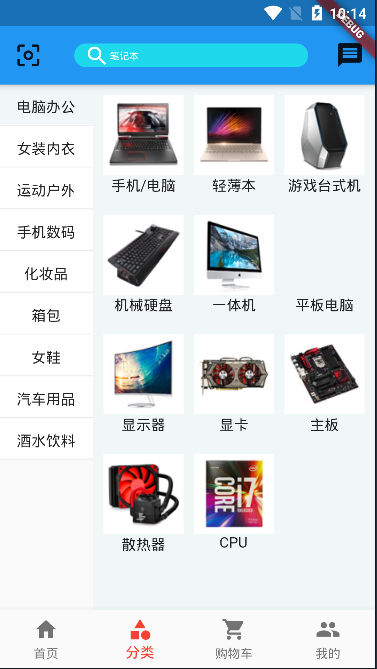 10:14
DEBUG
笔记本
电脑办公
女装内衣
运动户外
手机数码
化妆品
箱包
女鞋
汽车用品
酒水饮料
手机/电脑
轻薄本
游戏台式机
机械硬盘
一体机
平板电脑
显示器
显卡
主板
散热器
CORE i7
CPU
首页
分类
购物车
我的